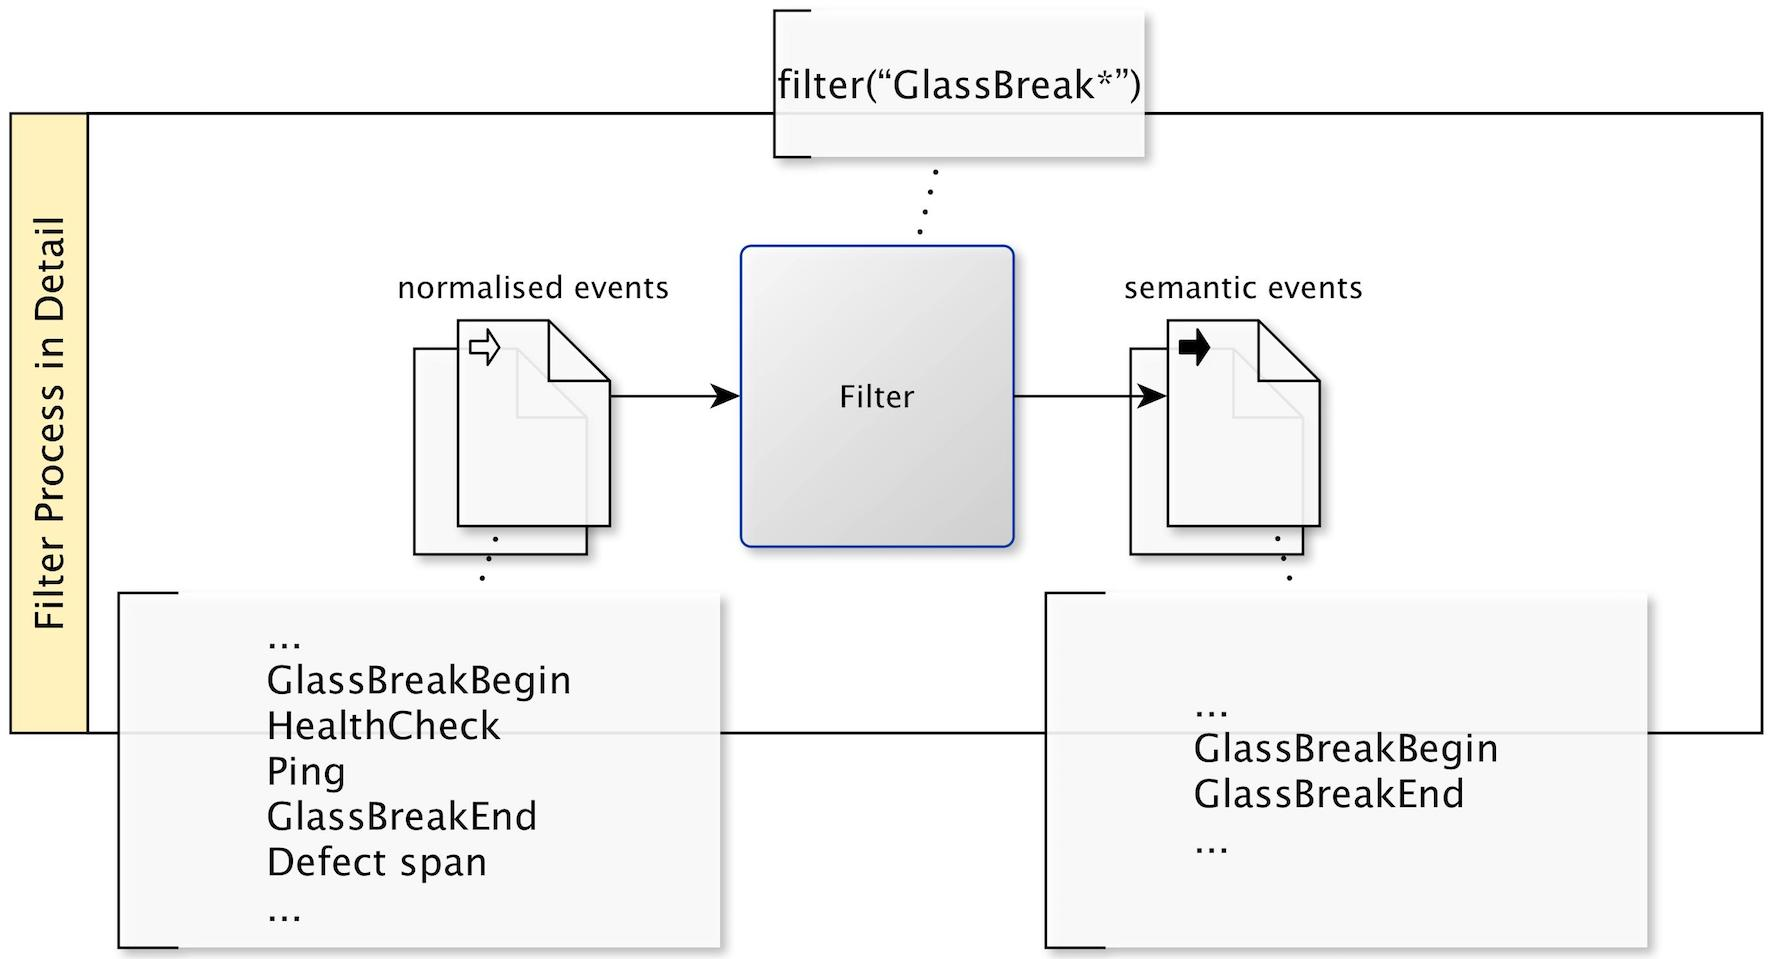 filter(“GlassBreak*”)
Filter Process in Detail
normalised events
semantic events
Filter
...
GlassBreakBegin
HealthCheck
Ping
GlassBreakEnd
Defect span
...
...
GlassBreakBegin
GlassBreakEnd
...